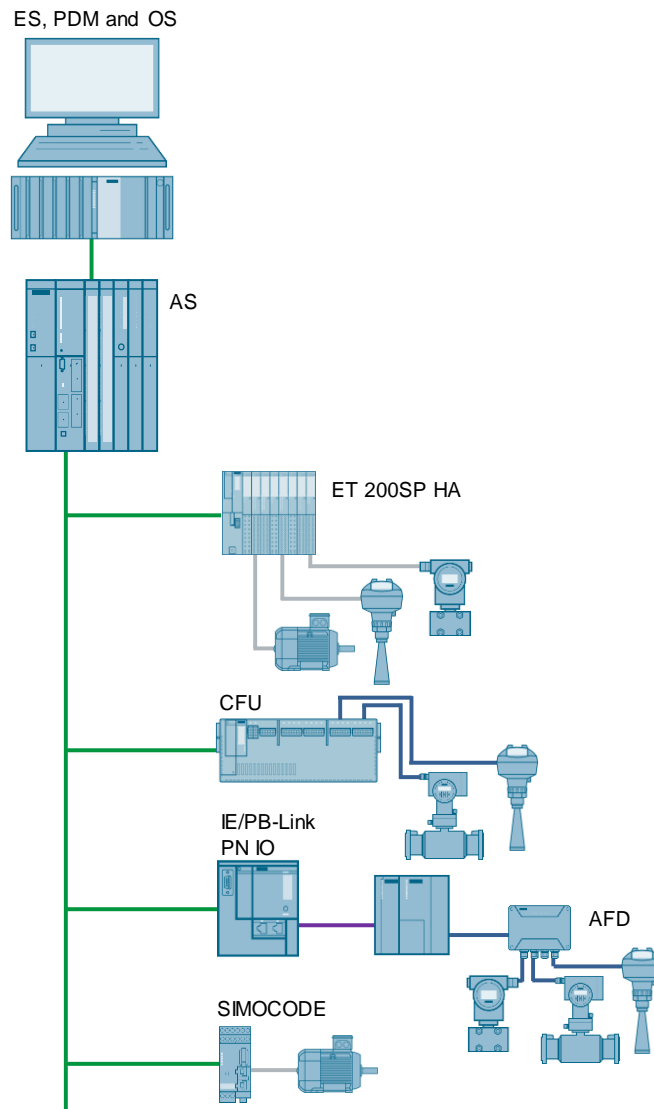 ES, PDM and OS
AS
ET 200SP HA
CFU
IE/PB-Link
PN IO
AFD
SIMOCODE